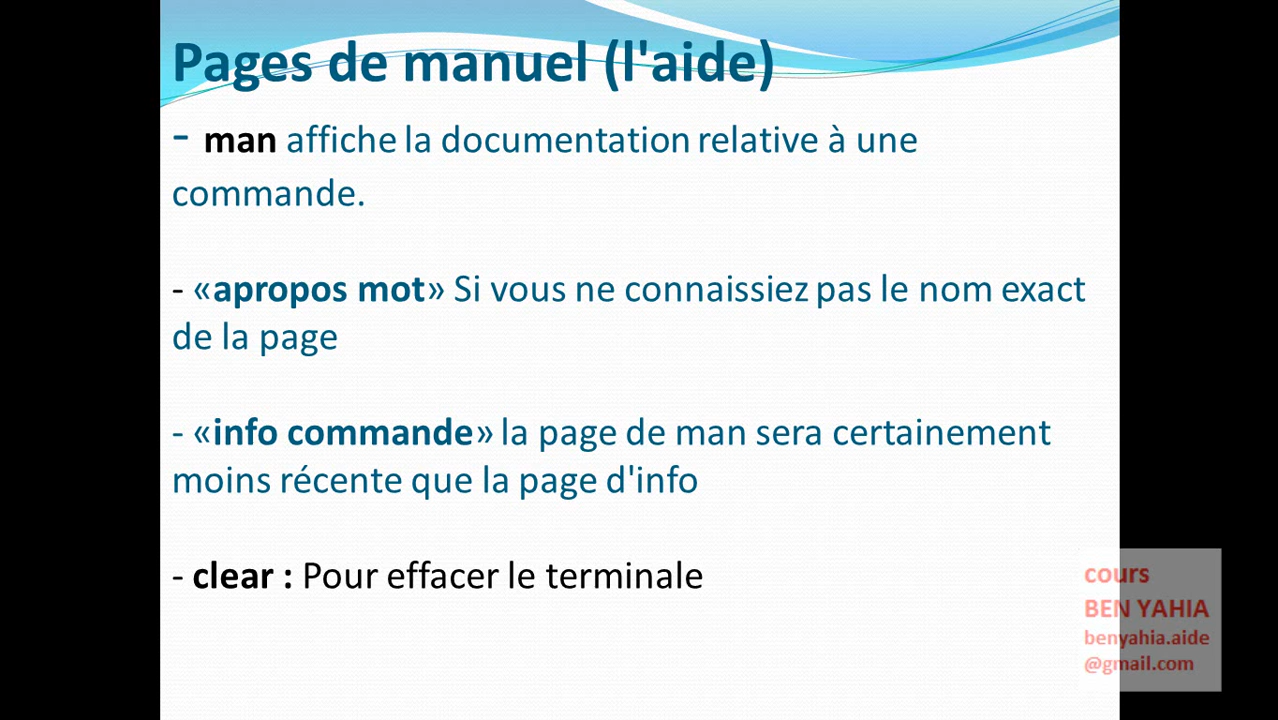 Pages de manuel (l'aide)
- man affiche la documentation relative à une
commande.
- «apropos mot» Si vous ne connaissiez pas le nom exact
de la page
- «info commande» la page de man sera certainement
moins récente que la page d'info
- clear : Pour effacer le terminale
cours
BEN YAHIA
benyahia.aide
@gmail.com